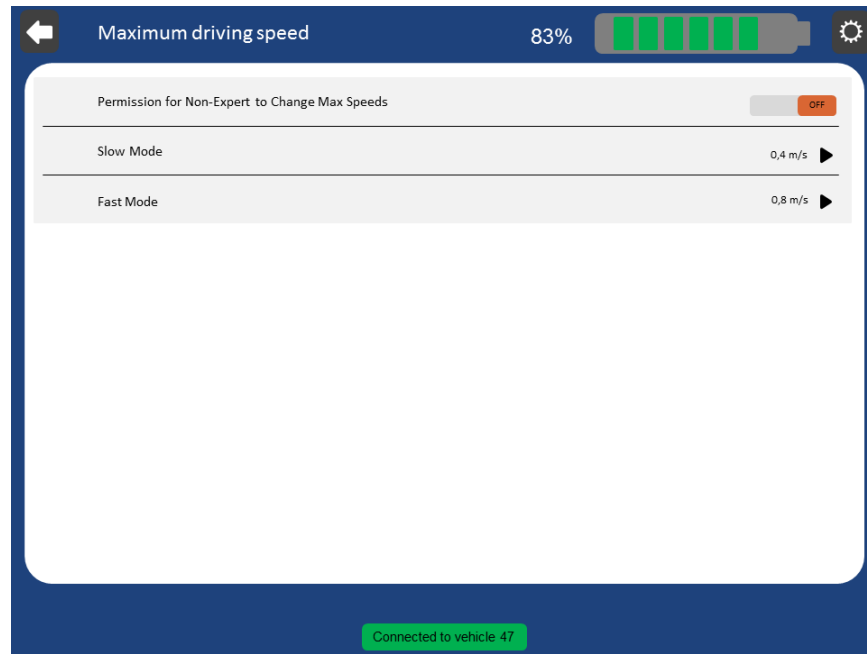 Maximum driving speed
83%
Permission for Non-Expert to Change Max Speeds
OFF
Slow Mode
0,4 m/s
Fast Mode
0,8 m/s
Connected to vehicle 47